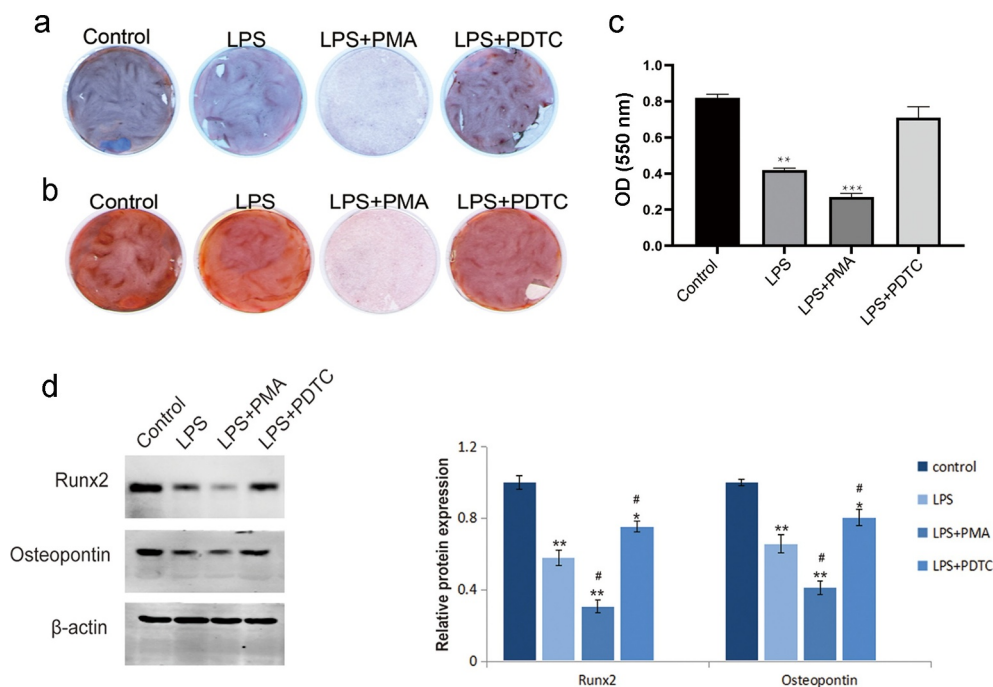 a
Control LPS LPS+PMA LPS+PDTC
b
Control LPS LPS+PMA LPS+PDTC
c
OD (550 nm)
1.0
0.8
0.6
0.4
0.2
0.0
**
***
Control LPS LPS+PMA LPS+PDTC
d
Control LPS LPS+PMA LPS+PDTC
Runx2
Osteopontin
β-actin
Relative protein expression
1.2
0.8
0.4
0
**
#
**
#
*
**
#
**
#
*
Runx2 Osteopontin
control
LPS
LPS+PMA
LPS+PDTC